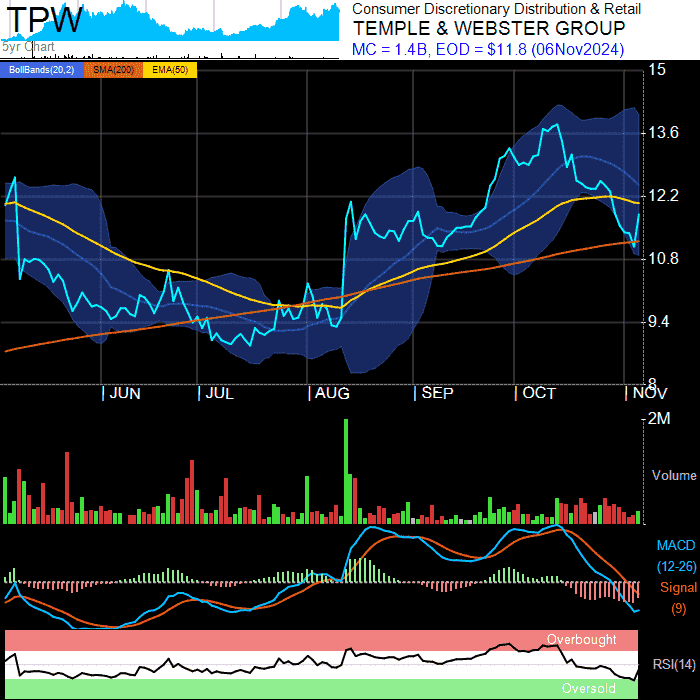 TPW
5yr Chart
Consumer Discretionary Distribution & Retail
TEMPLE & WEBSTER GROUP
MC = 1.4B, EOD = $11.8 (06Nov2024)
BollBands(20,2) SMA(200) EMA(50)
15
13.6
12.2
10.8
9.4
8
| JUN | JUL | AUG | SEP | OCT | NOV
2M
Volume
MACD
(12-26)
Signal
(9)
Overbought
RSI(14)
Oversold